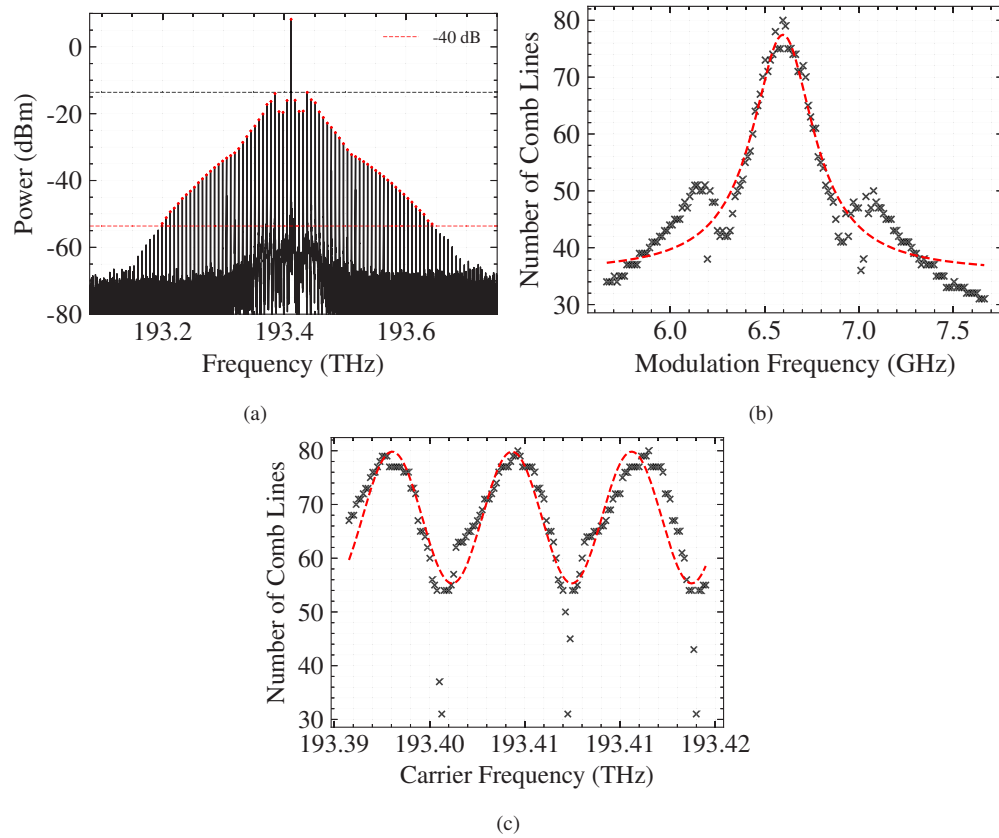 0
-20
-40
-60
-80
193.2
193.4
193.6
Power (dBm)
Frequency (THz)
-40 dB
(a)
80
70
60
50
40
30
6.0
6.5
7.0
7.5
Number of Comb Lines
Modulation Frequency (GHz)
(b)
80
70
60
50
40
30
193.39
193.40
193.41
193.41
193.42
Number of Comb Lines
Carrier Frequency (THz)
(c)